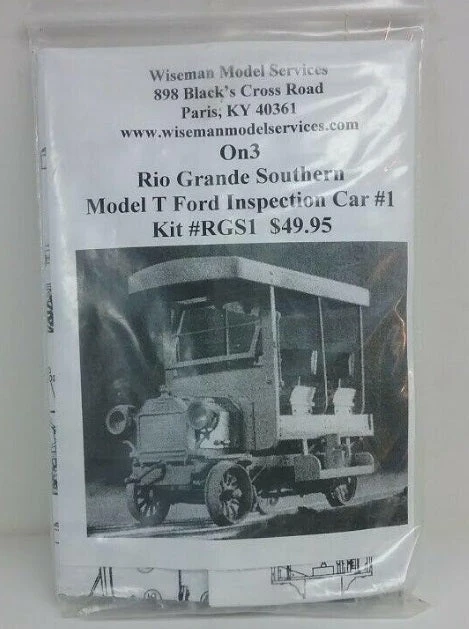 Wiseman Model Services
898 Black's Cross Road
Paris, KY 40361
www.wisemanmodelservices.com
On3
Rio Grande Southern
Model T Ford Inspection Car #1
Kit #RGS1 $49.95